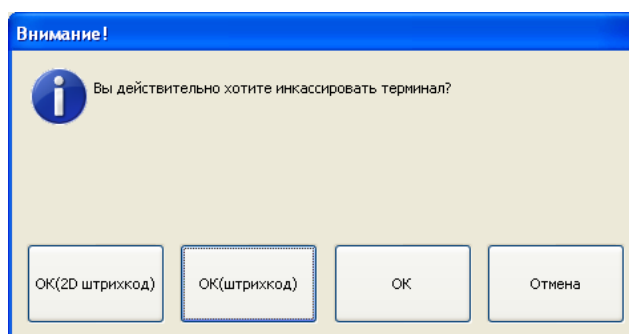 Внимание!
Вы действительно хотите инкассировать терминал?
ОК(2D штрихкод)
ОК(штрихкод)
ОК
Отмена